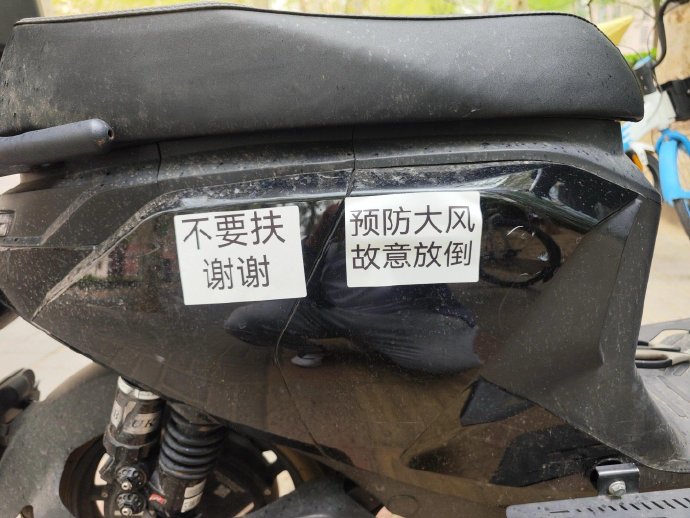 不要扶
谢谢
预防大风
故意放倒